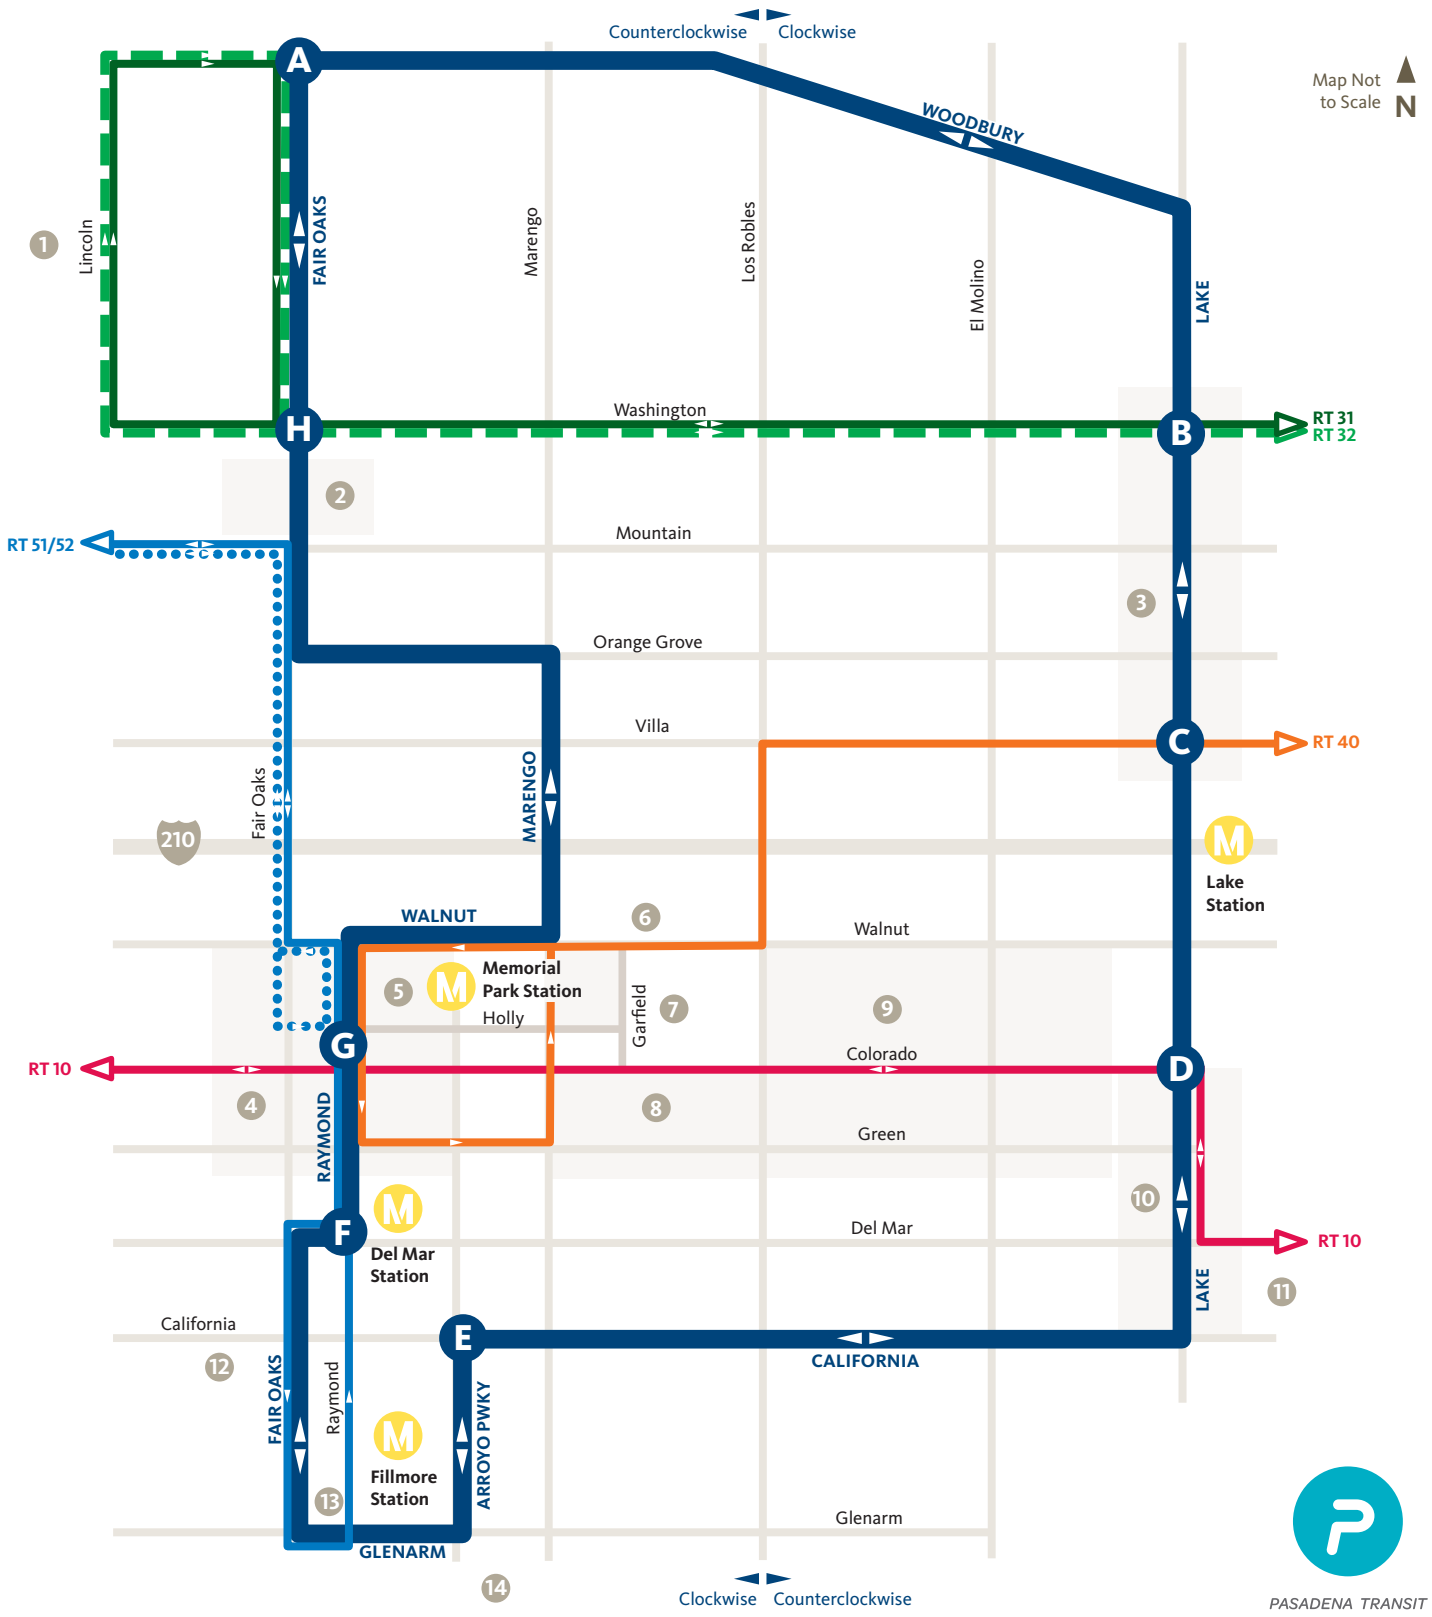 Counterclockwise Clockwise
A
Map Not
to Scale
N
WOODBURY
1
Lincoln
FAIR OAKS
Marengo
Los Robles
El Molino
LAKE
Washington
H
B
RT 31
RT 32
2
Mountain
RT 51/52
3
Orange Grove
Villa
C
RT 40
Fair Oaks
MARENGO
210
M
Lake
Station
WALNUT
6
Walnut
5
M
Memorial
Park Station
Holly
Garfield
7
9
G
Colorado
RT 10
D
4
RAYMOND
8
Green
M
10
F
Del Mar
RT 10
Del Mar
Station
LAKE
11
California
E
CALIFORNIA
12
FAIR OAKS
Raymond
M
ARROYO PWKY
Fillmore
Station
13
Glenarm
GLENARM
14
Clockwise Counterclockwise
P
PASADENA TRANSIT